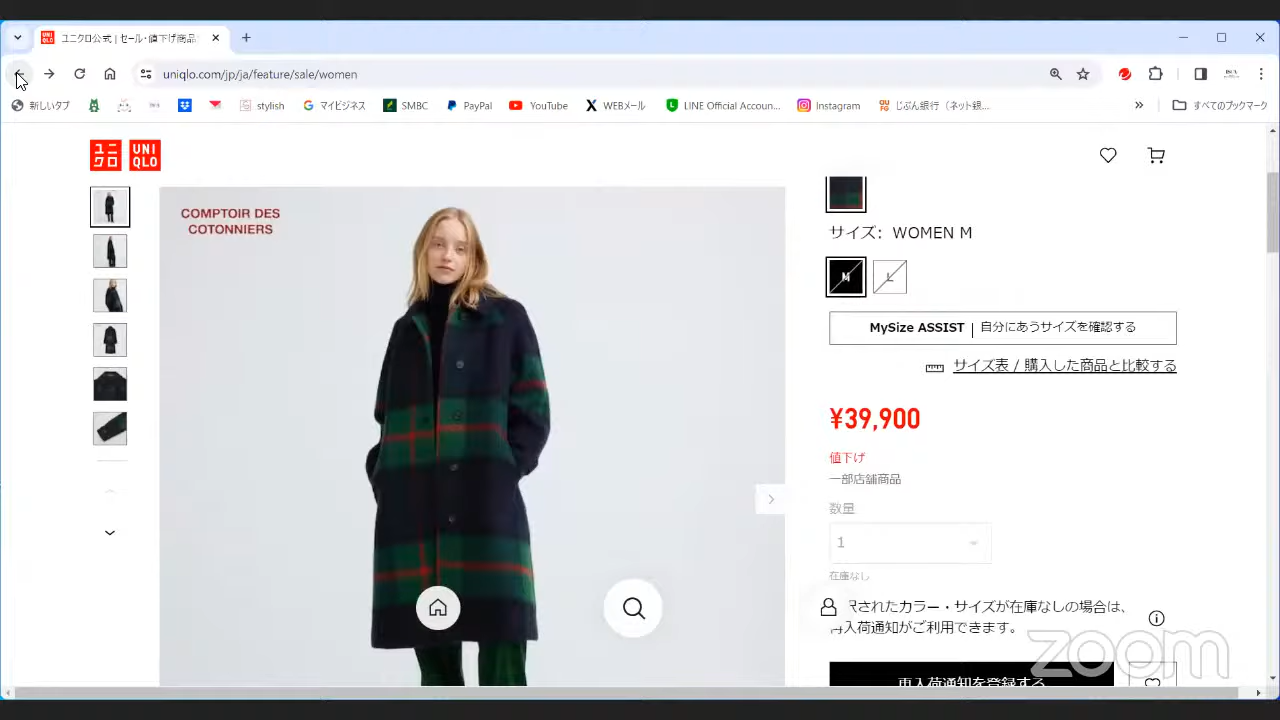 ユニクロ公式 | セール・値下げ商品
uniqlo.com/jp/ja/feature/sale/women
新しいタブ
stylish
マイビジネス
SMBC
PayPal
YouTube
WEBメール
LINE Official Accoun...
Instagram
じぶん銀行（ネット銀...
»
すべてのブックマーク
ユニ
クロ
UNI
QLO
COMPTOIR DES
COTONNIERS
サイズ: WOMEN M
M
L
MySize ASSIST | 自分にあうサイズを確認する
サイズ表 / 購入した商品と比較する
¥39,900
値下げ
一部店舗商品
数量
1
在庫なし
択されたカラー・サイズが在庫なしの場合は、
再入荷通知がご利用できます。
再入荷通知を登録する
zoom